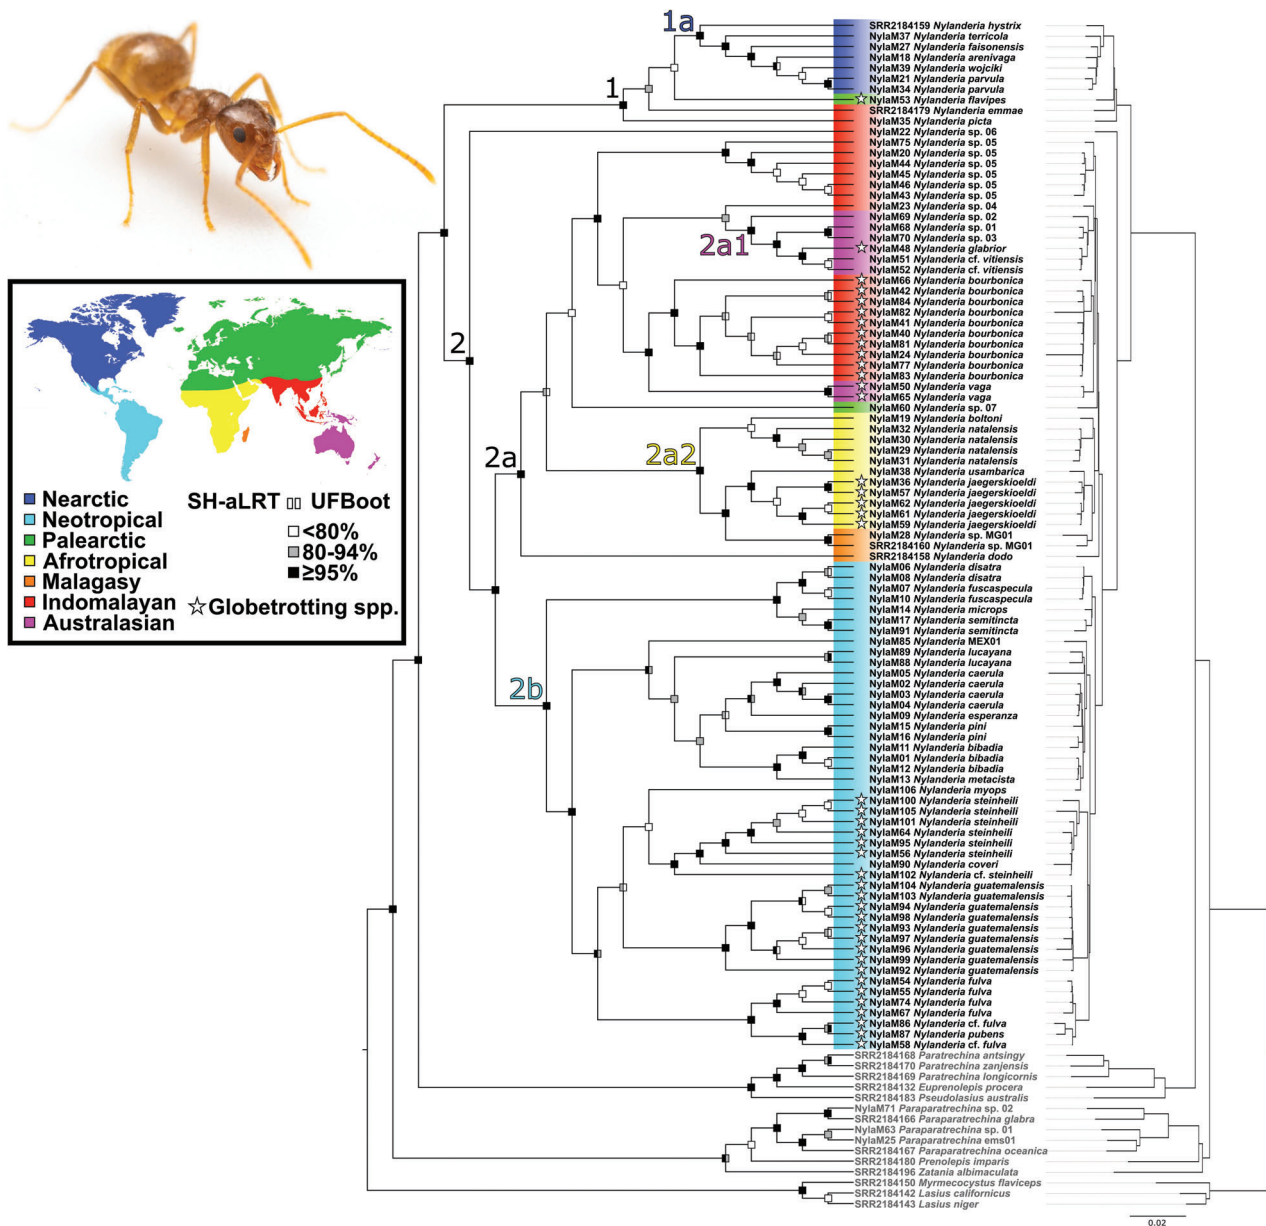 1a
1
2a1
2
2a
2a2
2b
Nearctic
Neotropical
Palearctic
Afrotropical
Malagasy
Indomalayan
Australasian
SH-aLRT UFBoot
<80%
80-94%
≥95%
Globetrotting spp.
SRR2184159 Nylanderia hystrix
NylaM37 Nylanderia terricola
NylaM27 Nylanderia faisonensis
NylaM18 Nylanderia arenivaga
NylaM39 Nylanderia wojciki
NylaM21 Nylanderia parvula
NylaM34 Nylanderia parvula
NylaM53 Nylanderia flavipes
SRR2184179 Nylanderia emmae
NylaM35 Nylanderia picta
NylaM22 Nylanderia sp. 06
NylaM75 Nylanderia sp. 05
NylaM20 Nylanderia sp. 05
NylaM44 Nylanderia sp. 05
NylaM45 Nylanderia sp. 05
NylaM46 Nylanderia sp. 05
NylaM43 Nylanderia sp. 05
NylaM23 Nylanderia sp. 04
NylaM69 Nylanderia sp. 02
NylaM68 Nylanderia sp. 01
NylaM70 Nylanderia sp. 03
NylaM48 Nylanderia glabrior
NylaM51 Nylanderia cf. vitiensis
NylaM52 Nylanderia cf. vitiensis
NylaM66 Nylanderia bourbonica
NylaM42 Nylanderia bourbonica
NylaM84 Nylanderia bourbonica
NylaM82 Nylanderia bourbonica
NylaM41 Nylanderia bourbonica
NylaM40 Nylanderia bourbonica
NylaM81 Nylanderia bourbonica
NylaM24 Nylanderia bourbonica
NylaM77 Nylanderia bourbonica
NylaM83 Nylanderia bourbonica
NylaM50 Nylanderia vaga
NylaM65 Nylanderia vaga
NylaM60 Nylanderia sp. 07
NylaM19 Nylanderia boltoni
NylaM32 Nylanderia natalensis
NylaM30 Nylanderia natalensis
NylaM29 Nylanderia natalensis
NylaM31 Nylanderia natalensis
NylaM38 Nylanderia usambarica
NylaM36 Nylanderia jaegerskioeldi
NylaM57 Nylanderia jaegerskioeldi
NylaM62 Nylanderia jaegerskioeldi
NylaM61 Nylanderia jaegerskioeldi
NylaM59 Nylanderia jaegerskioeldi
NylaM28 Nylanderia sp. MG01
SRR2184160 Nylanderia sp. MG01
SRR2184158 Nylanderia dodo
NylaM06 Nylanderia disatra
NylaM08 Nylanderia disatra
NylaM07 Nylanderia fuscaspecula
NylaM10 Nylanderia fuscaspecula
NylaM14 Nylanderia microps
NylaM17 Nylanderia semitincta
NylaM91 Nylanderia semitincta
NylaM85 Nylanderia MEX01
NylaM89 Nylanderia lucayana
NylaM88 Nylanderia lucayana
NylaM05 Nylanderia caerula
NylaM02 Nylanderia caerula
NylaM03 Nylanderia caerula
NylaM04 Nylanderia caerula
NylaM09 Nylanderia esperanza
NylaM15 Nylanderia pini
NylaM16 Nylanderia pini
NylaM11 Nylanderia bibadia
NylaM01 Nylanderia bibadia
NylaM12 Nylanderia bibadia
NylaM13 Nylanderia metacista
NylaM106 Nylanderia myops
NylaM100 Nylanderia steinheili
NylaM105 Nylanderia steinheili
NylaM101 Nylanderia steinheili
NylaM64 Nylanderia steinheili
NylaM95 Nylanderia steinheili
NylaM56 Nylanderia steinheili
NylaM90 Nylanderia coveri
NylaM102 Nylanderia cf. steinheili
NylaM104 Nylanderia guatemalensis
NylaM103 Nylanderia guatemalensis
NylaM94 Nylanderia guatemalensis
NylaM98 Nylanderia guatemalensis
NylaM93 Nylanderia guatemalensis
NylaM97 Nylanderia guatemalensis
NylaM96 Nylanderia guatemalensis
NylaM99 Nylanderia guatemalensis
NylaM92 Nylanderia guatemalensis
NylaM54 Nylanderia fulva
NylaM55 Nylanderia fulva
NylaM74 Nylanderia fulva
NylaM67 Nylanderia fulva
NylaM86 Nylanderia cf. fulva
NylaM87 Nylanderia pubens
NylaM58 Nylanderia cf. fulva
SRR2184168 Paratrechina antsingy
SRR2184170 Paratrechina zanjensis
SRR2184169 Paratrechina longicornis
SRR2184132 Euprenolepis procera
SRR2184183 Pseudolasius australis
NylaM71 Paraparatrechina sp. 02
SRR2184166 Paraparatrechina glabra
NylaM63 Paraparatrechina sp. 01
NylaM25 Paraparatrechina ems01
SRR2184167 Paraparatrechina oceanica
SRR2184180 Prenolepis imparis
SRR2184196 Zatania albimaculata
SRR2184150 Myrmecocystus flaviceps
SRR2184142 Lasius californicus
SRR2184143 Lasius niger
0.02